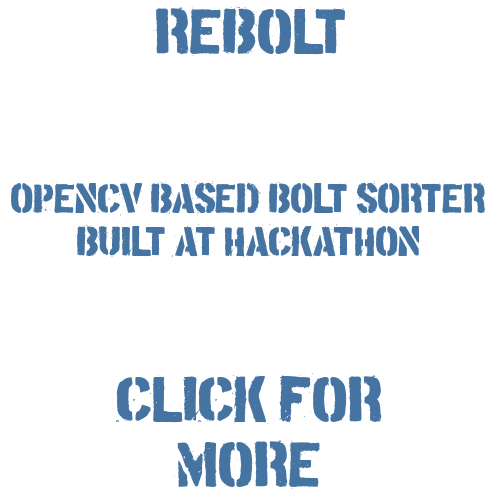 REBOLT
OPENCV BASED BOLT SORTER
BUILT AT HACKATHON
CLICK FOR
MORE